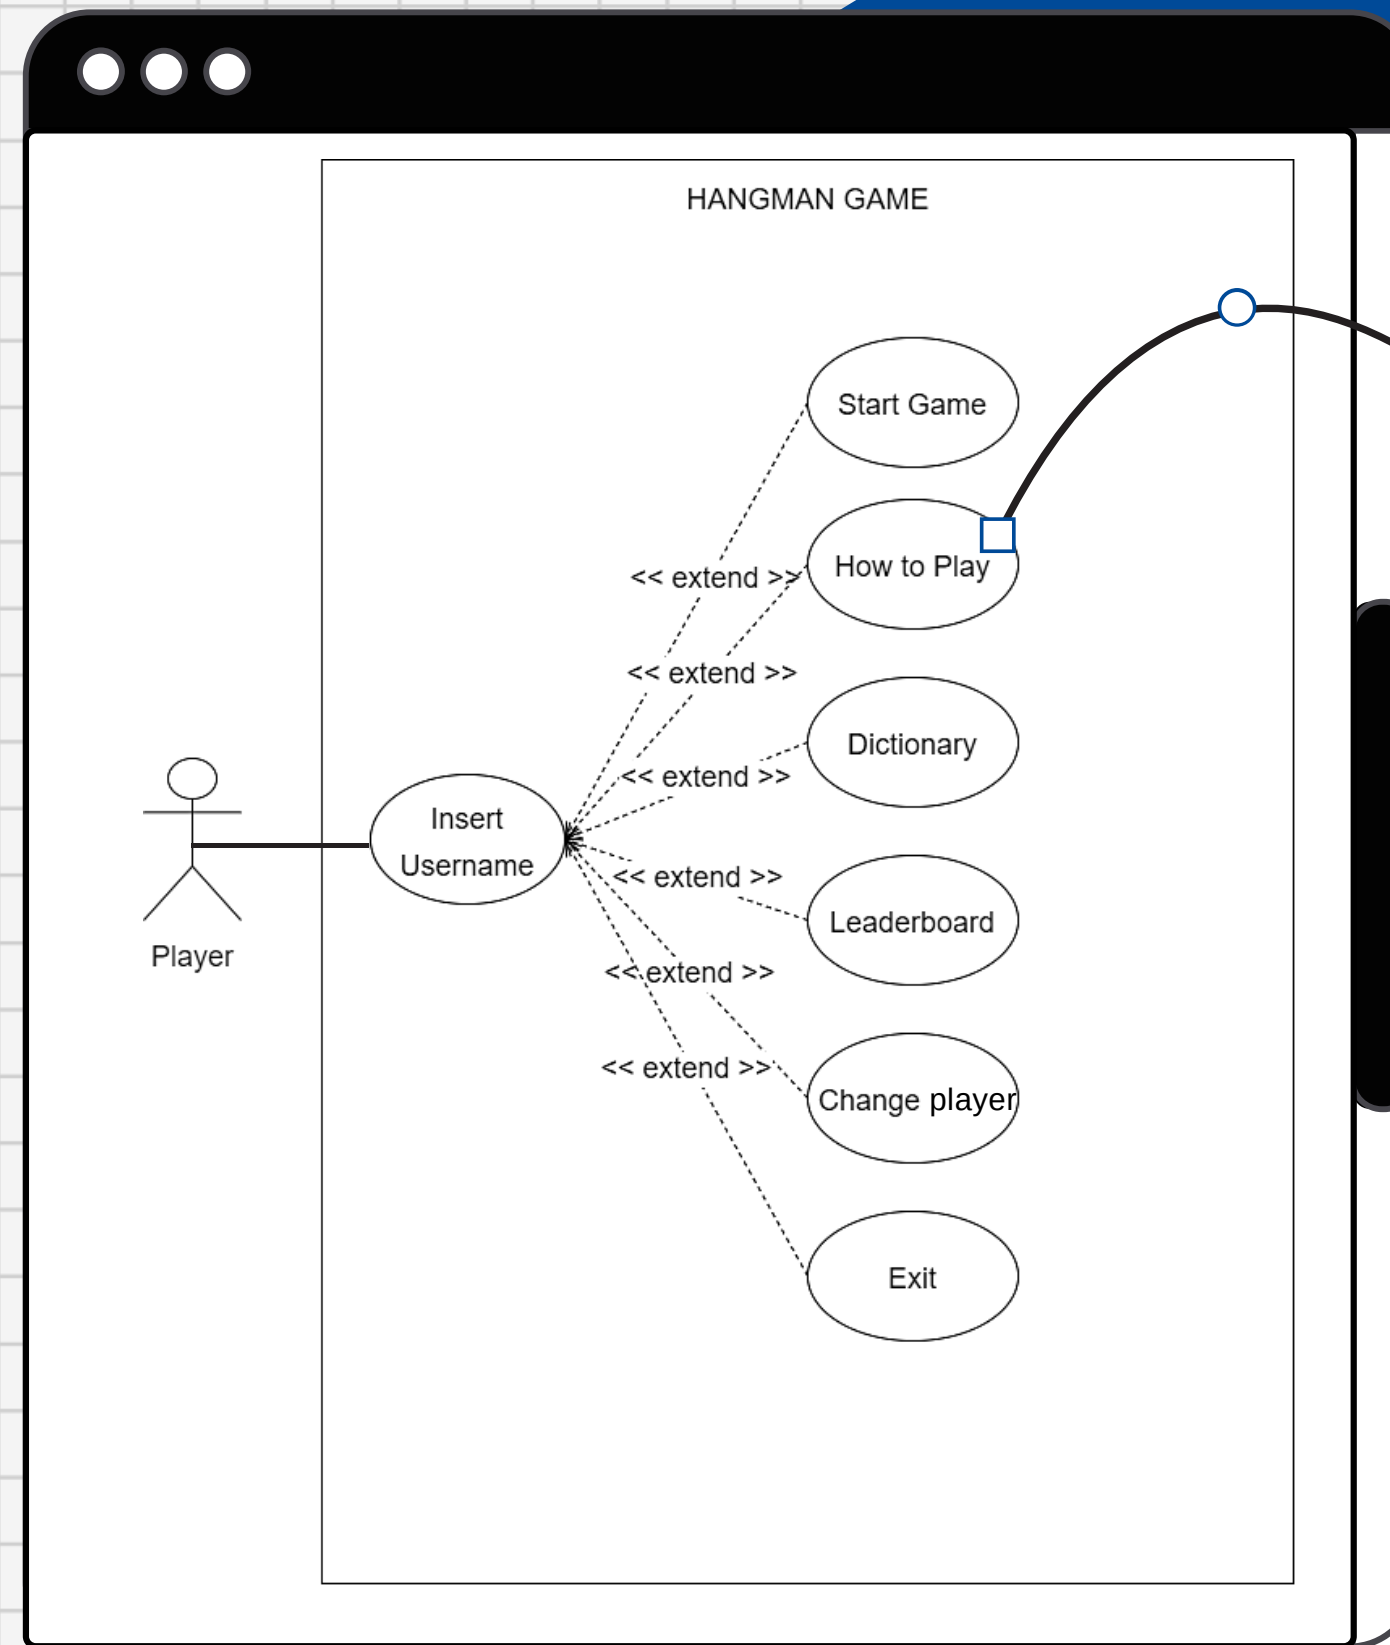 HANGMAN GAME
Start Game
<< extend >>
How to Play
<< extend >>
Dictionary
<< extend >>
Insert
Username
<< extend >>
Leaderboard
Player
<< extend >>
<< extend >>
Change player
Exit